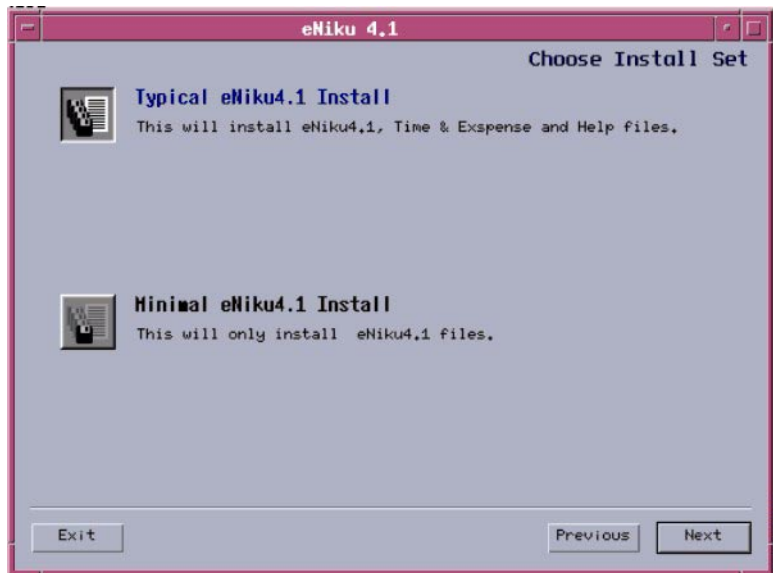 eNiku 4.1
Choose Install Set
Typical eNiku4.1 Install
This will install eNiku4.1, Time & Exspense and Help files.
Minimal eNiku4.1 Install
This will only install eNiku4.1 files.
Exit
Previous
Next